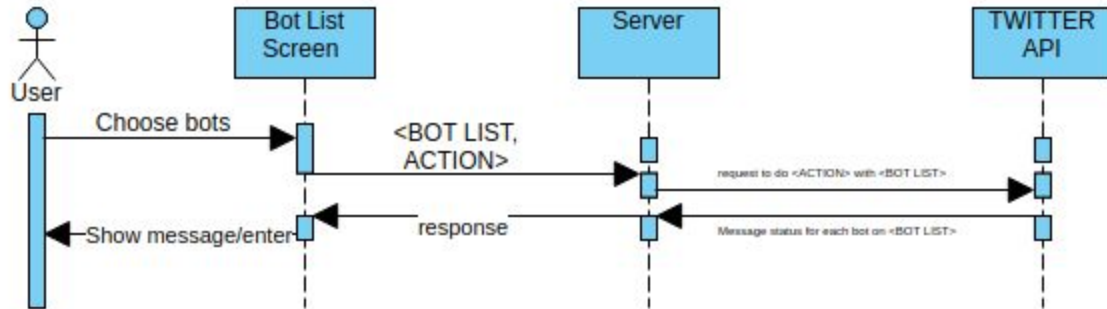 Bot List
Screen
Server
TWITTER
API
User
Choose bots
<BOT LIST,
ACTION>
request to do <ACTION> with <BOT LIST>
Show message/enter
response
Message status for each bot on <BOT LIST>